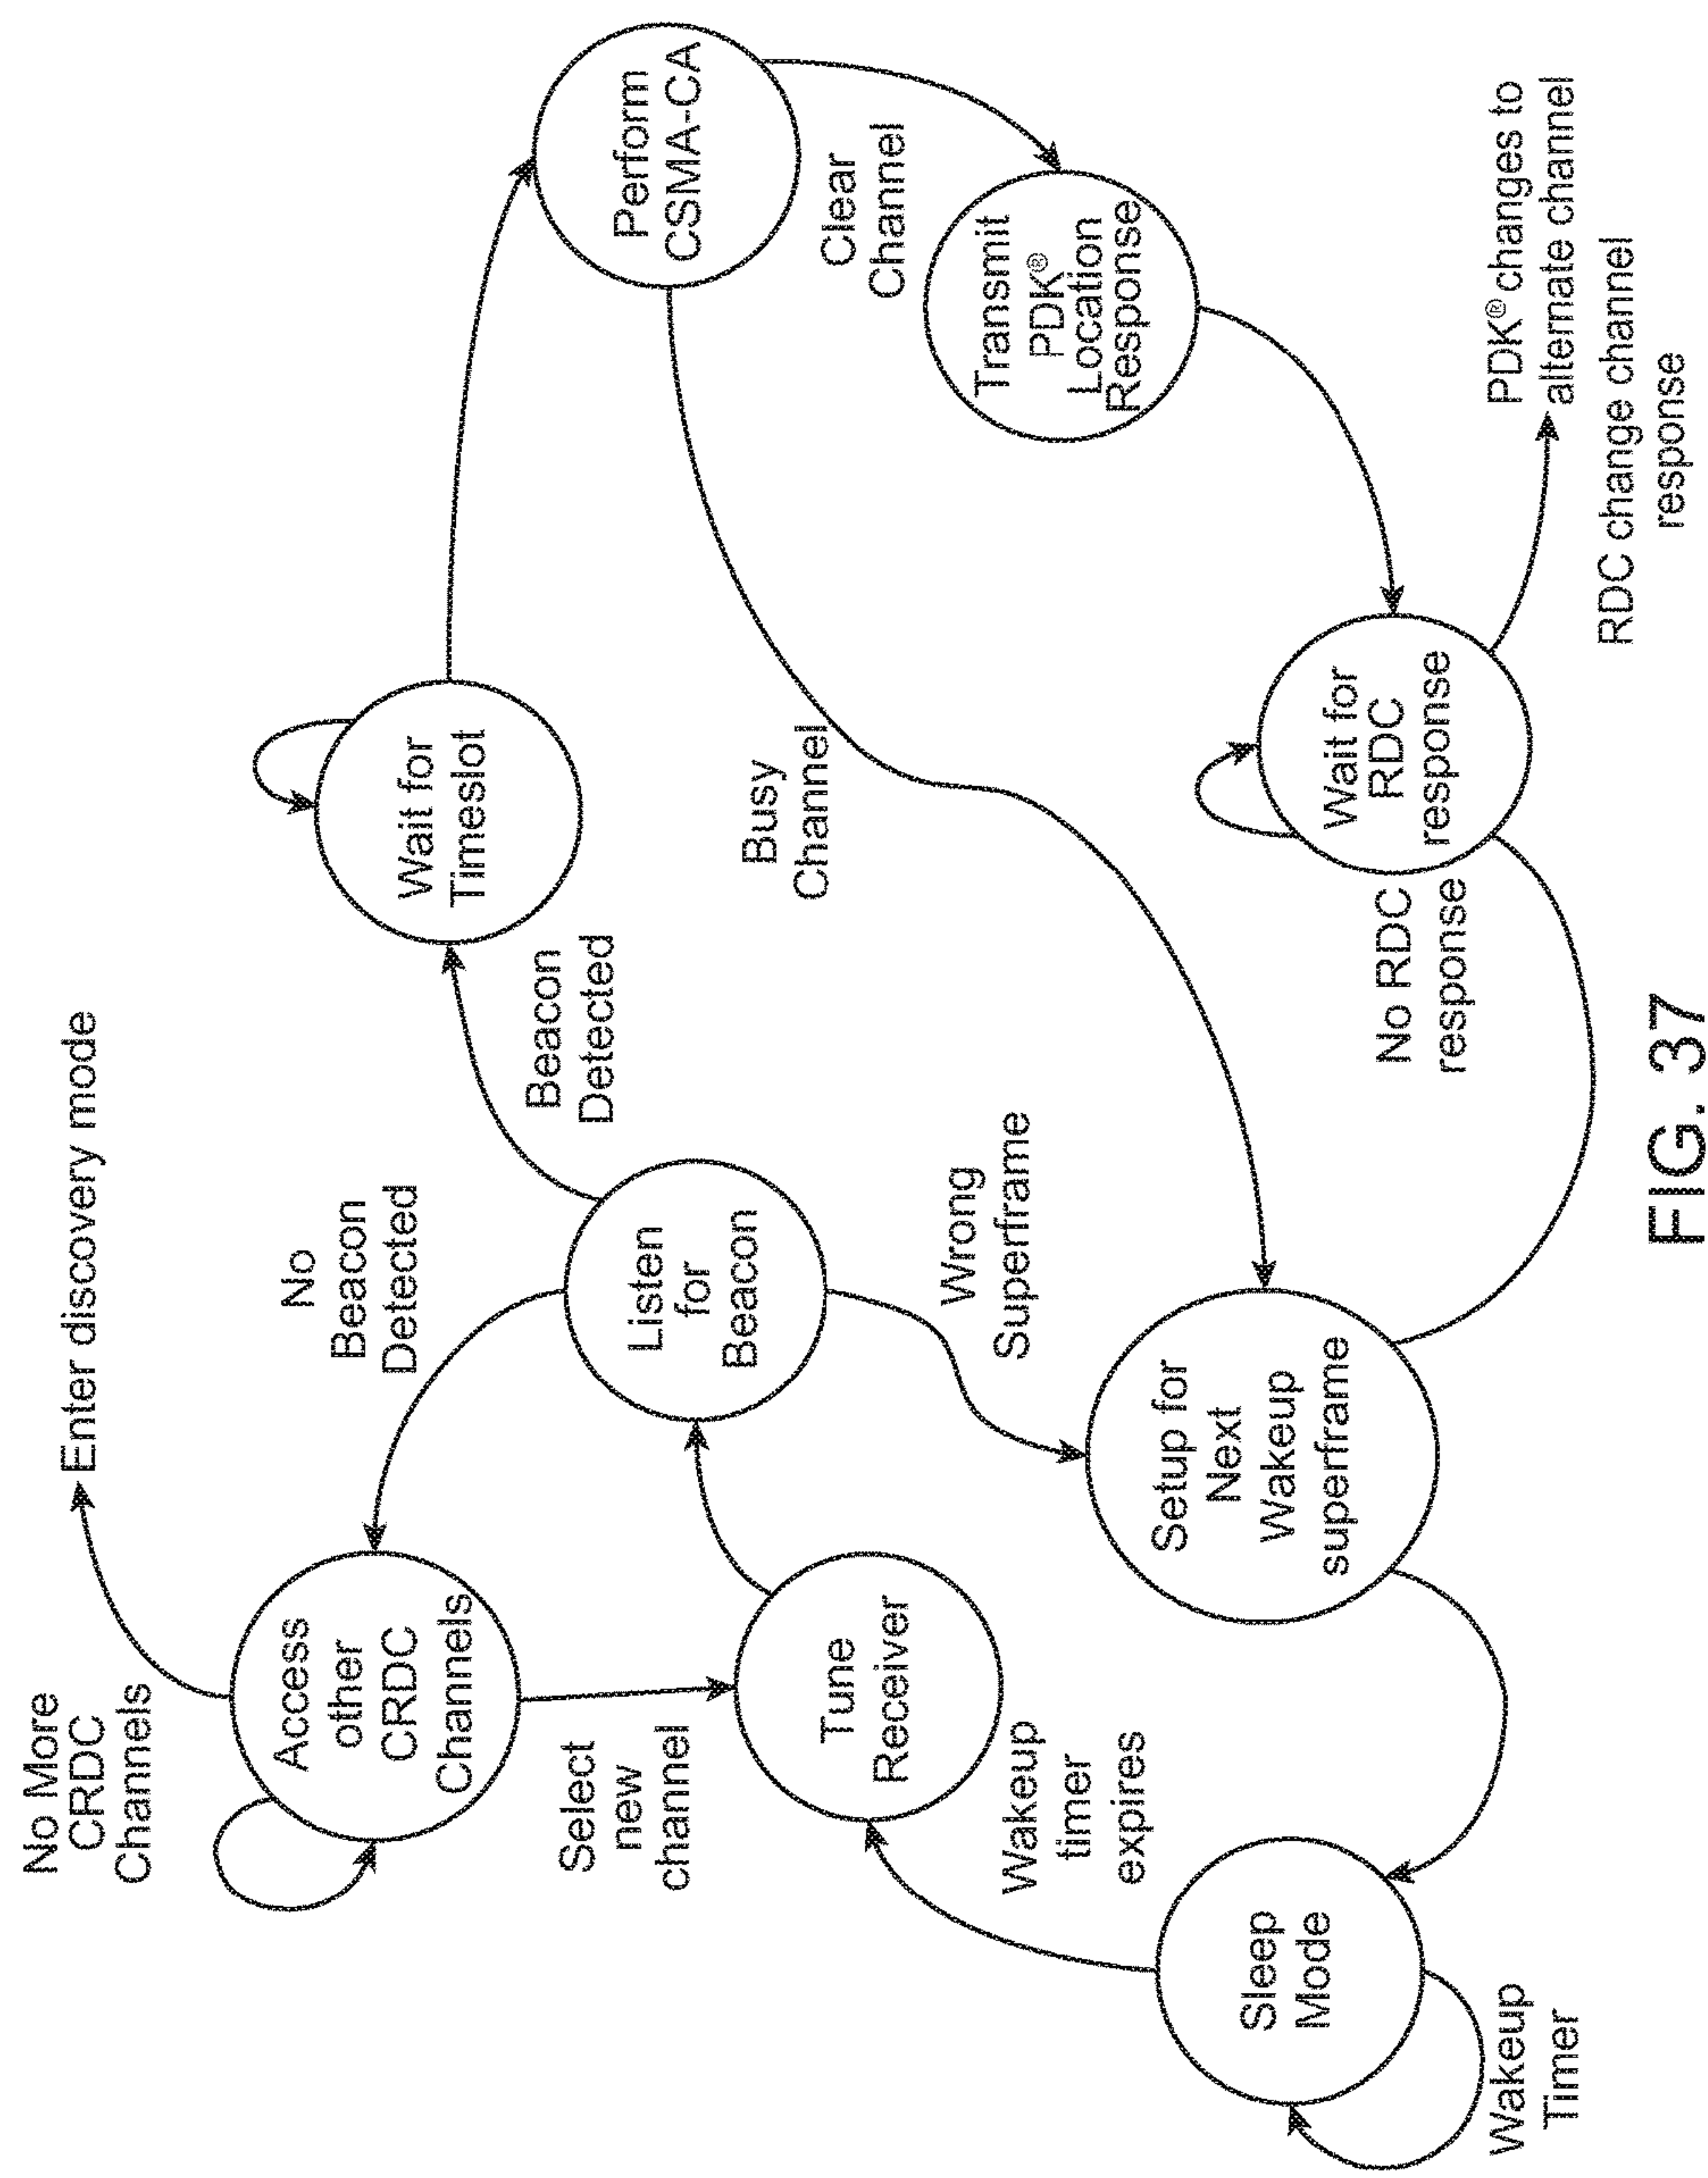 No More
CRDC
Channels
Enter discovery mode
Access
other
CRDC
Channels
No
Beacon
Detected
Select
new
channel
Tune
Receiver
Listen
for
Beacon
Beacon
Detected
Wait for
Timeslot
Perform
CSMA-CA
Clear
Channel
Busy
Channel
Transmit
PDK®
Location
Response
Wrong
Superframe
Wakeup
timer
expires
Sleep
Mode
Wakeup
Timer
Setup for
Next
Wakeup
superframe
No RDC
response
Wait for
RDC
response
PDK® changes to
alternate channel
RDC change channel
response
FIG. 37